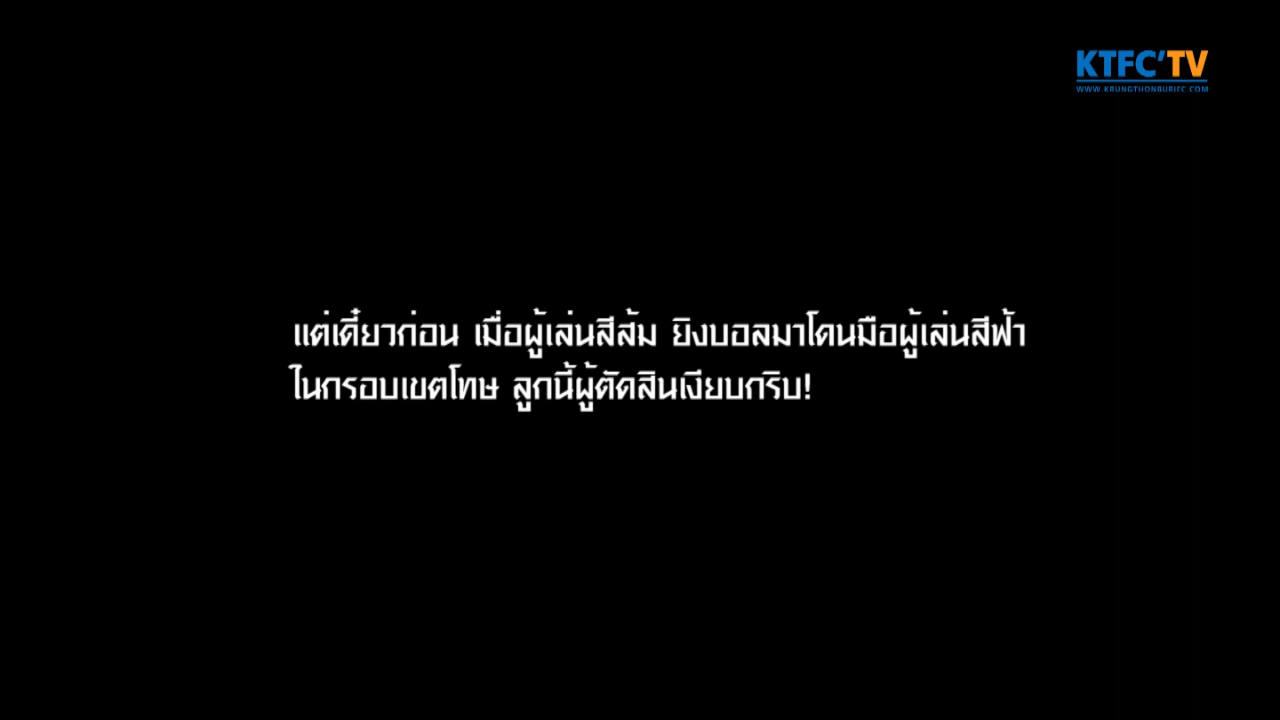 KTFC'TV
WWW.KRUNGTHONBURIFC.COM
แต่เดี๋ยวก่อน เมื่อผู้เล่นสีส้ม ยิงบอลมาโดนมือผู้เล่นสีฟ้า
ในกรอบเขตโทษ ลูกนี้ผู้ตัดสินเงียบกริบ!